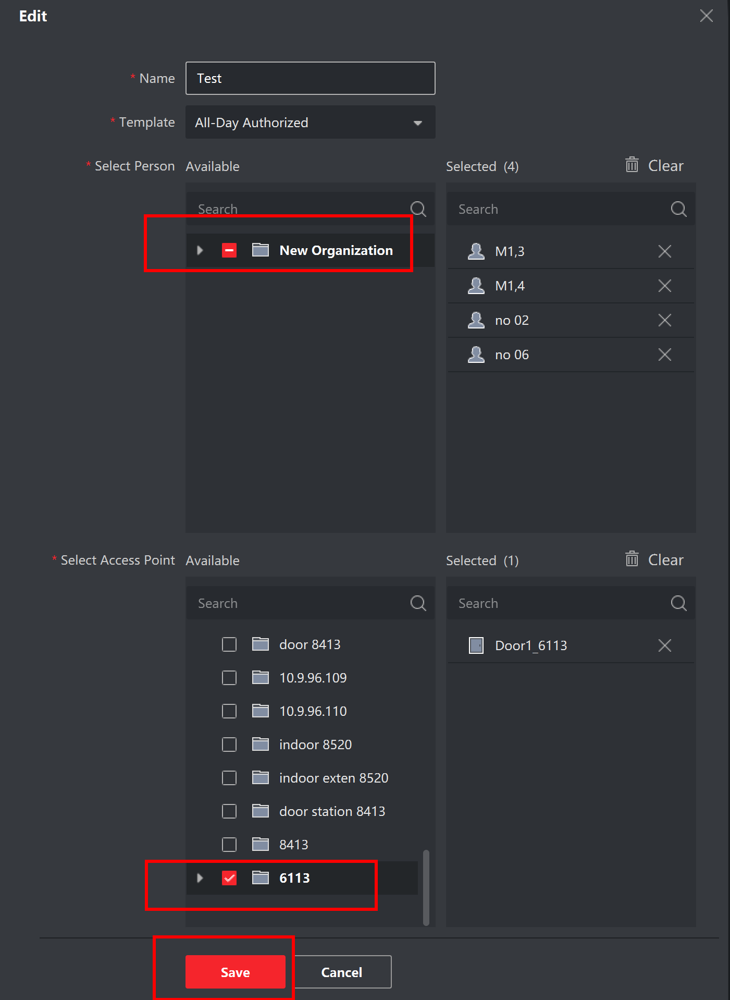 Edit
* Name
Test
* Template
All-Day Authorized
* Select Person
Available
Selected (4)
Clear
Search
Search
New Organization
M1,3
M1,4
no 02
no 06
* Select Access Point
Available
Selected (1)
Clear
Search
Search
door 8413
Door1_6113
10.9.96.109
10.9.96.110
indoor 8520
indoor exten 8520
door station 8413
8413
6113
Save
Cancel